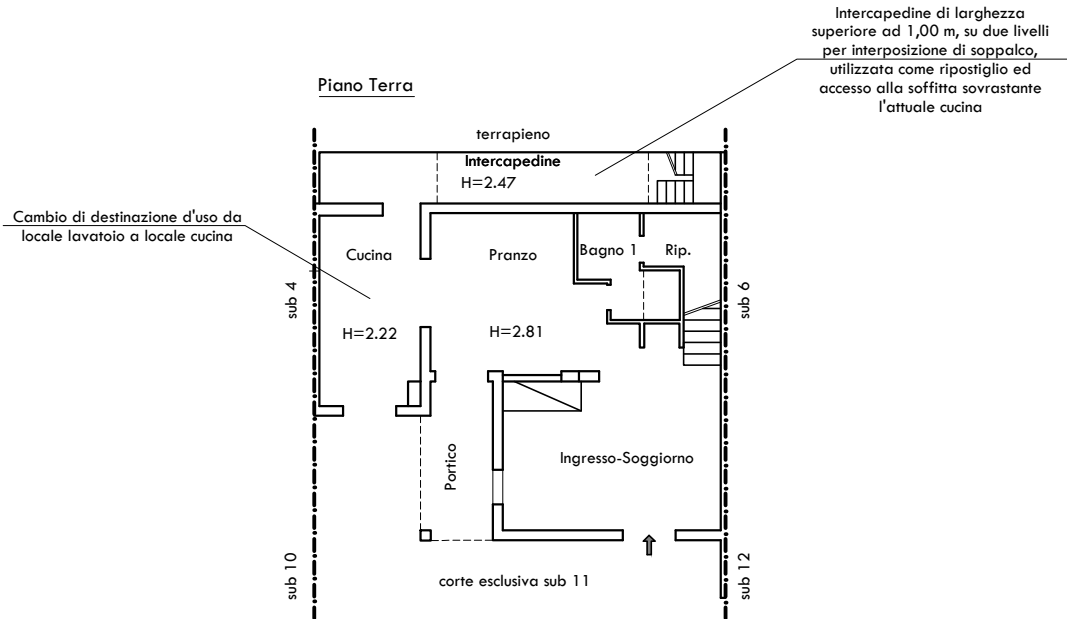 Intercapedine di larghezza
superiore ad 1,00 m, su due livelli
per interposizione di soppalco,
utilizzata come ripostiglio ed
accesso alla soffitta sovrastante
l'attuale cucina
Piano Terra
terrapieno
Intercapedine
H=2.47
Cambio di destinazione d'uso da
locale lavatoio a locale cucina
Cucina
Pranzo
Bagno 1
Rip.
sub 4
sub 6
H=2.22
H=2.81
Portico
Ingresso-Soggiorno
sub 10
corte esclusiva sub 11
sub 12